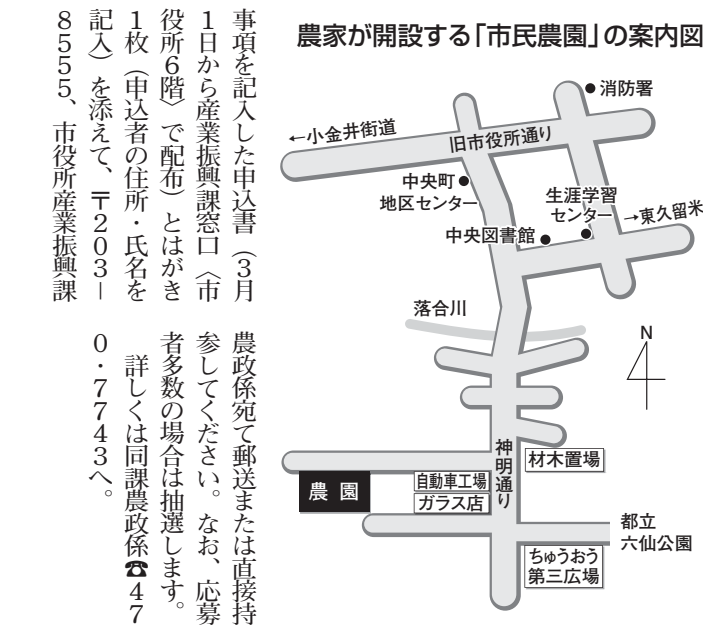 農家が開設する「市民農園」の案内図
●消防署
←小金井街道
旧市役所通り
中央町●
地区センター
生涯学習
センター
→東久留米
中央図書館●
落合川
N
神明通り
材木置場
自動車工場
ガラス店
農園
都立
六仙公園
ちゅうおう
第三広場
事項を記入した申込書（3月
1日から産業振興課窓口〈市
役所6階〉で配布）とはがき
1枚（申込者の住所・氏名を
記入）を添えて、〒203－
8555、市役所産業振興課
農政係宛て郵送または直接持
参してください。なお、応募
者多数の場合は抽選します。
詳しくは同課農政係☎47
0・7743へ。